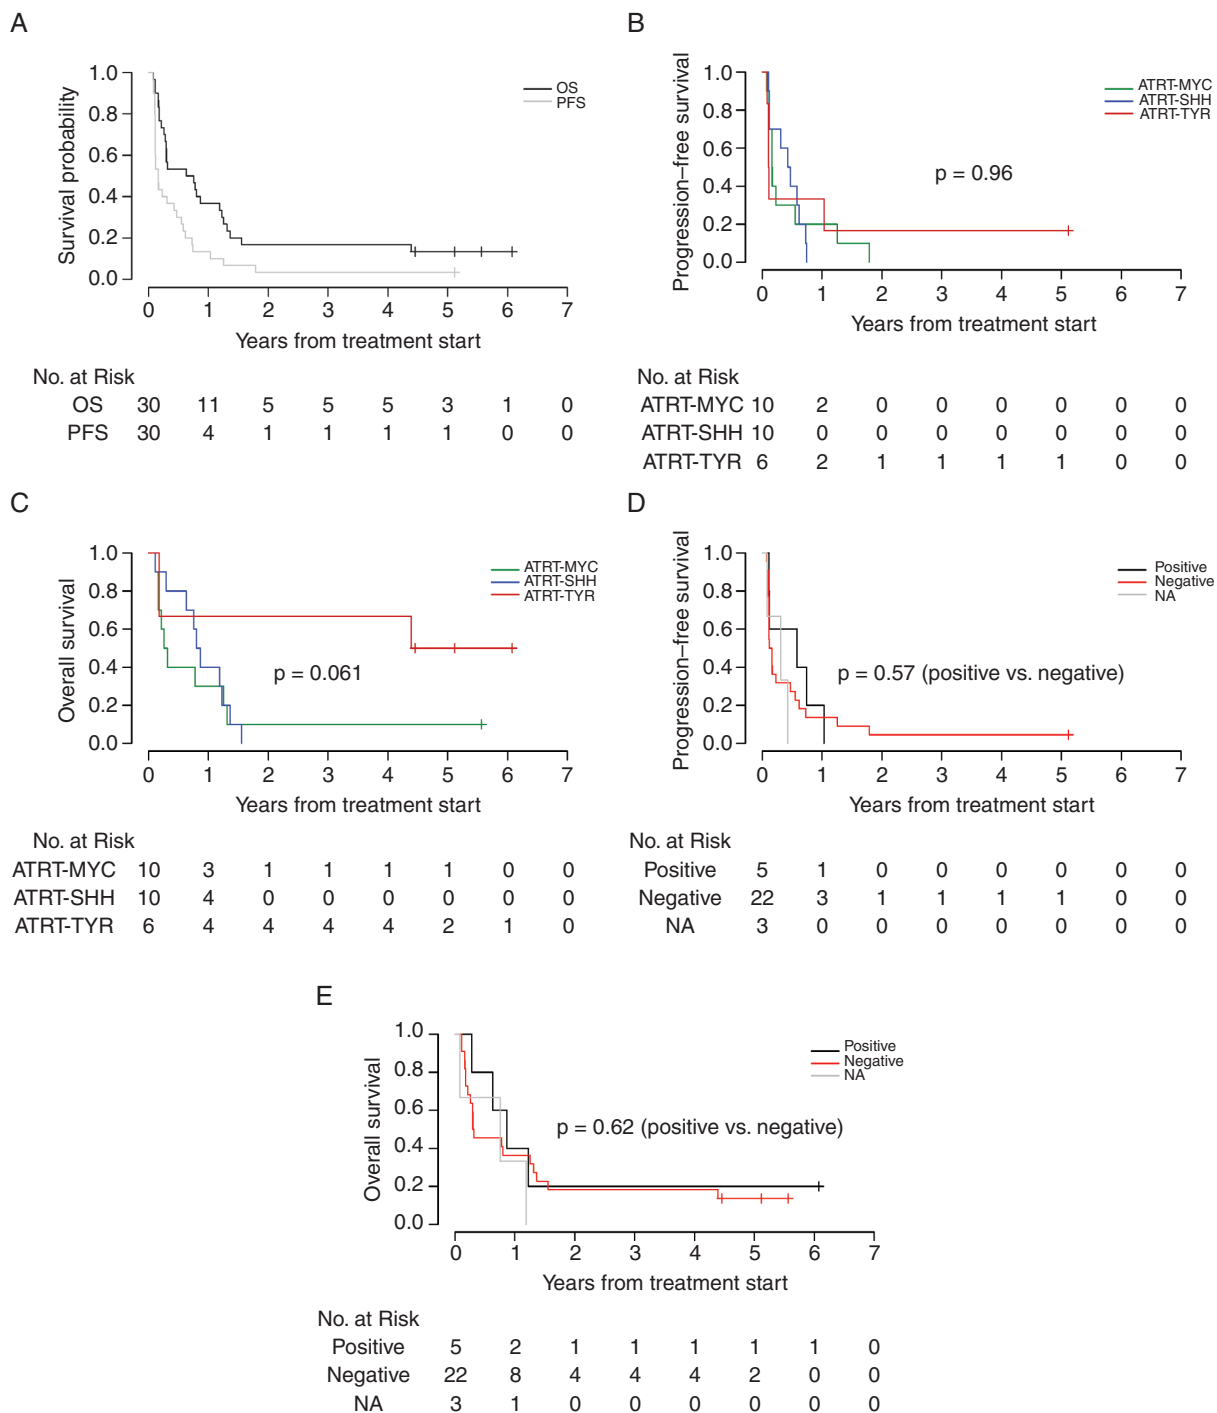 A
Survival probability
1.0
0.8
0.6
0.4
0.2
0.0
OS
PFS
0 1 2 3 4 5 6 7
Years from treatment start
No. at Risk
OS 30 11 5 5 5 3 1 0
PFS 30 4 1 1 1 1 0 0
B
Progression–free survival
1.0
0.8
0.6
0.4
0.2
0.0
ATRT-MYC
ATRT-SHH
ATRT-TYR
p = 0.96
0 1 2 3 4 5 6 7
Years from treatment start
No. at Risk
ATRT-MYC 10 2 0 0 0 0 0 0
ATRT-SHH 10 0 0 0 0 0 0 0
ATRT-TYR 6 2 1 1 1 1 0 0
C
Overall survival
1.0
0.8
0.6
0.4
0.2
0.0
ATRT-MYC
ATRT-SHH
ATRT-TYR
p = 0.061
0 1 2 3 4 5 6 7
Years from treatment start
No. at Risk
ATRT-MYC 10 3 1 1 1 1 0 0
ATRT-SHH 10 4 0 0 0 0 0 0
ATRT-TYR 6 4 4 4 4 2 1 0
D
Progression–free survival
1.0
0.8
0.6
0.4
0.2
0.0
Positive
Negative
NA
p = 0.57 (positive vs. negative)
0 1 2 3 4 5 6 7
Years from treatment start
No. at Risk
Positive 5 1 0 0 0 0 0 0
Negative 22 3 1 1 1 1 0 0
NA 3 0 0 0 0 0 0 0
E
Overall survival
1.0
0.8
0.6
0.4
0.2
0.0
Positive
Negative
NA
p = 0.62 (positive vs. negative)
0 1 2 3 4 5 6 7
Years from treatment start
No. at Risk
Positive 5 2 1 1 1 1 1 0
Negative 22 8 4 4 4 2 0 0
NA 3 1 0 0 0 0 0 0